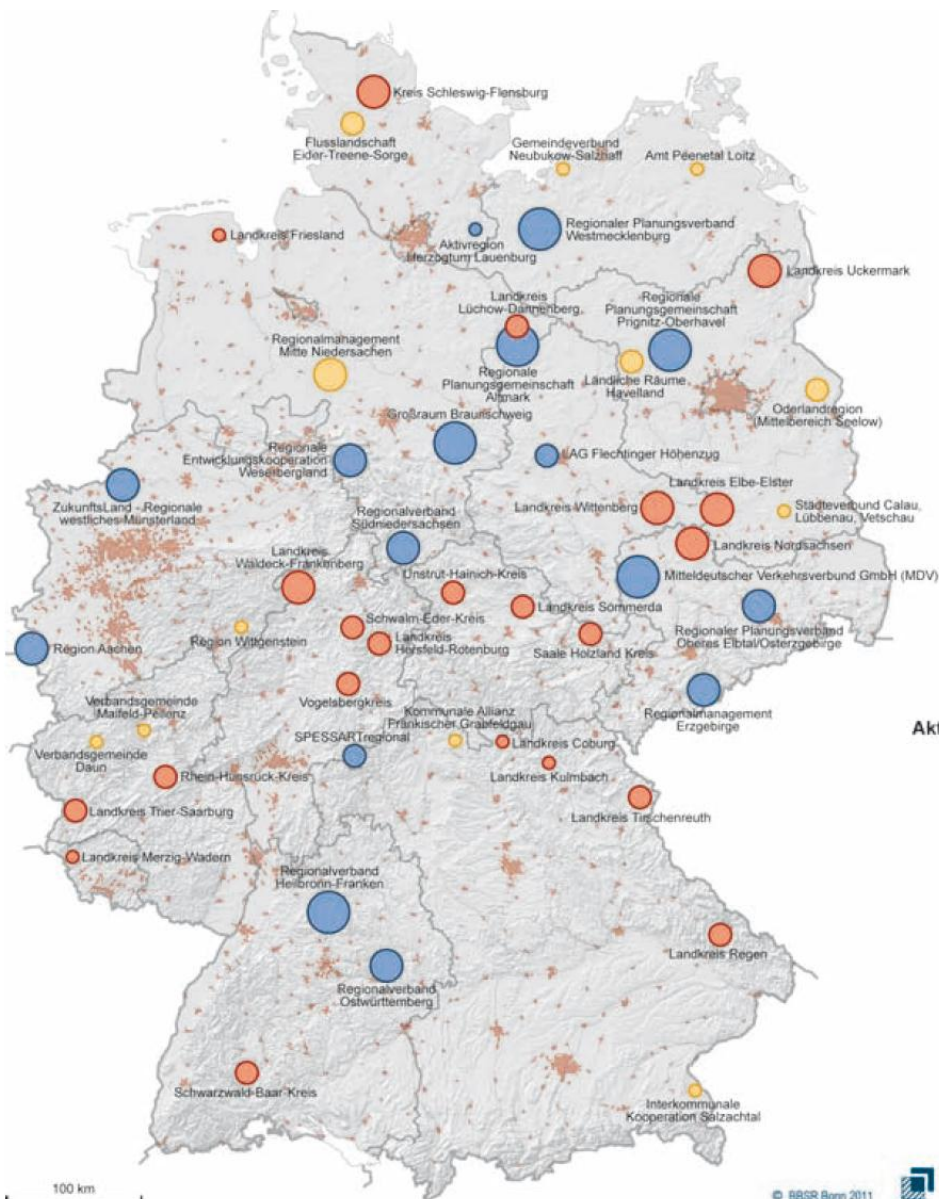 Kreis Schleswig-Flensburg
Flusslandschaft
Eider-Treene-Sorge
Gemeindeverbund
Neubukow-Salzhaff
Amt Peenetal Loitz
Landkreis Friesland
Aktivregion
Herzogtum Lauenburg
Regionaler Planungsverband
Westmecklenburg
Landkreis Uckermark
Landkreis
Lüchow-Dannenberg
Regionale
Planungsgemeinschaft
Prignitz-Oberhavel
Regionalmanagement
Mitte Niedersachen
Regionale
Planungsgemeinschaft
Altmark
Ländliche Räume
Havelland
Oderlandregion
(Mittelbereich Seelow)
Großraum Braunschweig
Regionale
Entwicklungskooperation
Weserbergland
LAG Flechtinger Höhenzug
ZukunftsLand - Regionale
westliches Münsterland
Regionalverband
Südniedersachsen
Landkreis Wittenberg
Landkreis Elbe-Elster
Städteverbund Calau,
Lübbenau, Vetschau
Landkreis Nordsachsen
Landkreis
Waldeck-Frankenberg
Unstrut-Hainich-Kreis
Mitteldeutscher Verkehrsverbund GmbH (MDV)
Landkreis Sömmerda
Regionaler Planungsverband
Oberes Elbtal/Osterzgebirge
Region Aachen
Region Wittgenstein
Schwalm-Eder-Kreis
Landkreis
Hersfeld-Rotenburg
Saale Holzland Kreis
Vogelsbergkreis
Regionalmanagement
Erzgebirge
Verbandsgemeinde
Maifeld-Pellenz
Verbandsgemeinde
Daun
Kommunale Allianz
Fränkischer Grabfeldgau
SPESSARTregional
Landkreis Coburg
Landkreis Kulmbach
Akt
Rhein-Hunsrück-Kreis
Landkreis Tirschenreuth
Landkreis Trier-Saarburg
Landkreis Merzig-Wadern
Regionalverband
Heilbronn-Franken
Landkreis Regen
Regionalverband
Ostwürttemberg
Schwarzwald-Baar-Kreis
Interkommunale
Kooperation Salzachtal
100 km
© BBSR Bonn 2011